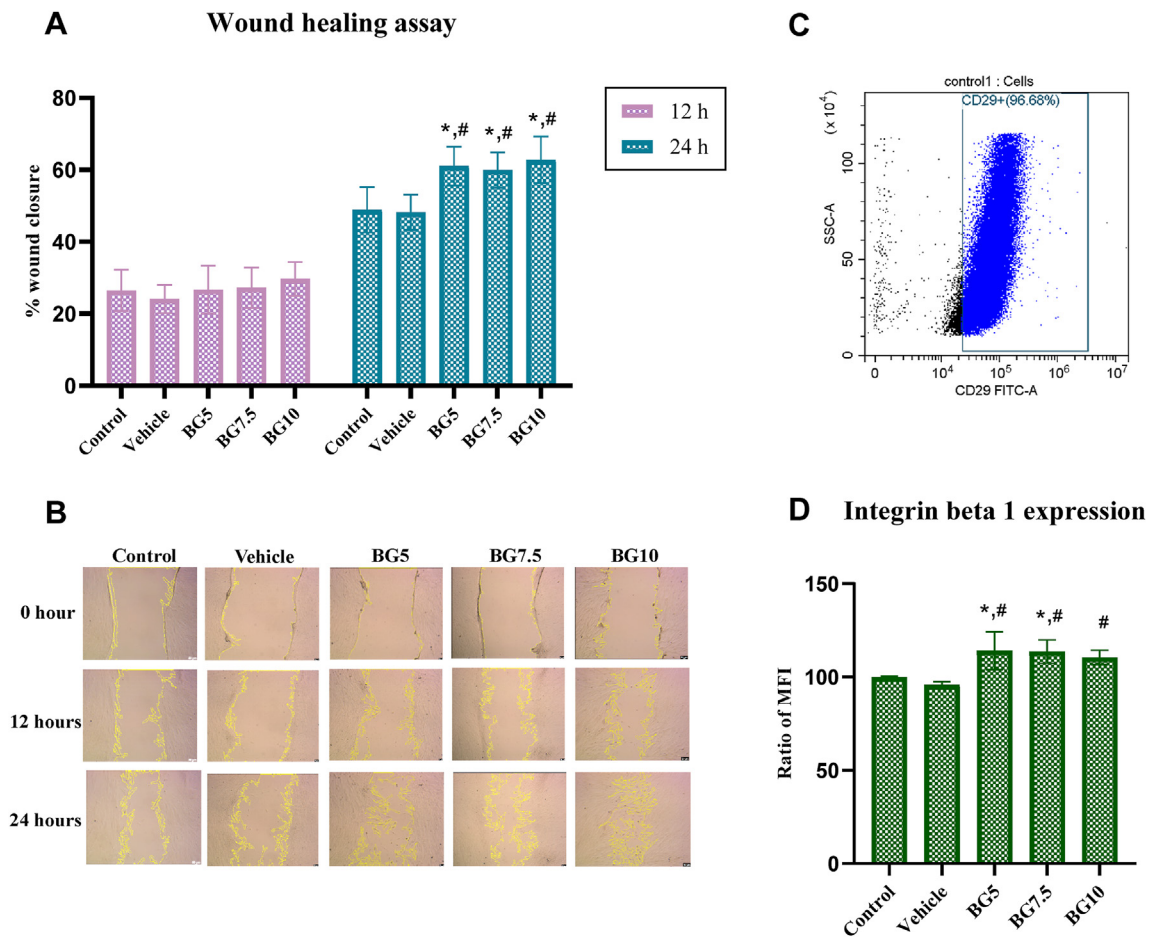 A
Wound healing assay
% wound closure
80
60
40
20
0
*,#
*,#
*,#
Control
Vehicle
BG5
BG7.5
BG10
Control
Vehicle
BG5
BG7.5
BG10
12 h
24 h
B
Control
Vehicle
BG5
BG7.5
BG10
0 hour
12 hours
24 hours
C
control1 : Cells
CD29+(96.68%)
(x 10⁴)
SSC-A
100
50
0
0
10⁴
10⁵
10⁶
10⁷
CD29 FITC-A
D
Integrin beta 1 expression
Ratio of MFI
150
100
50
0
*,#
*,#
#
Control
Vehicle
BG5
BG7.5
BG10